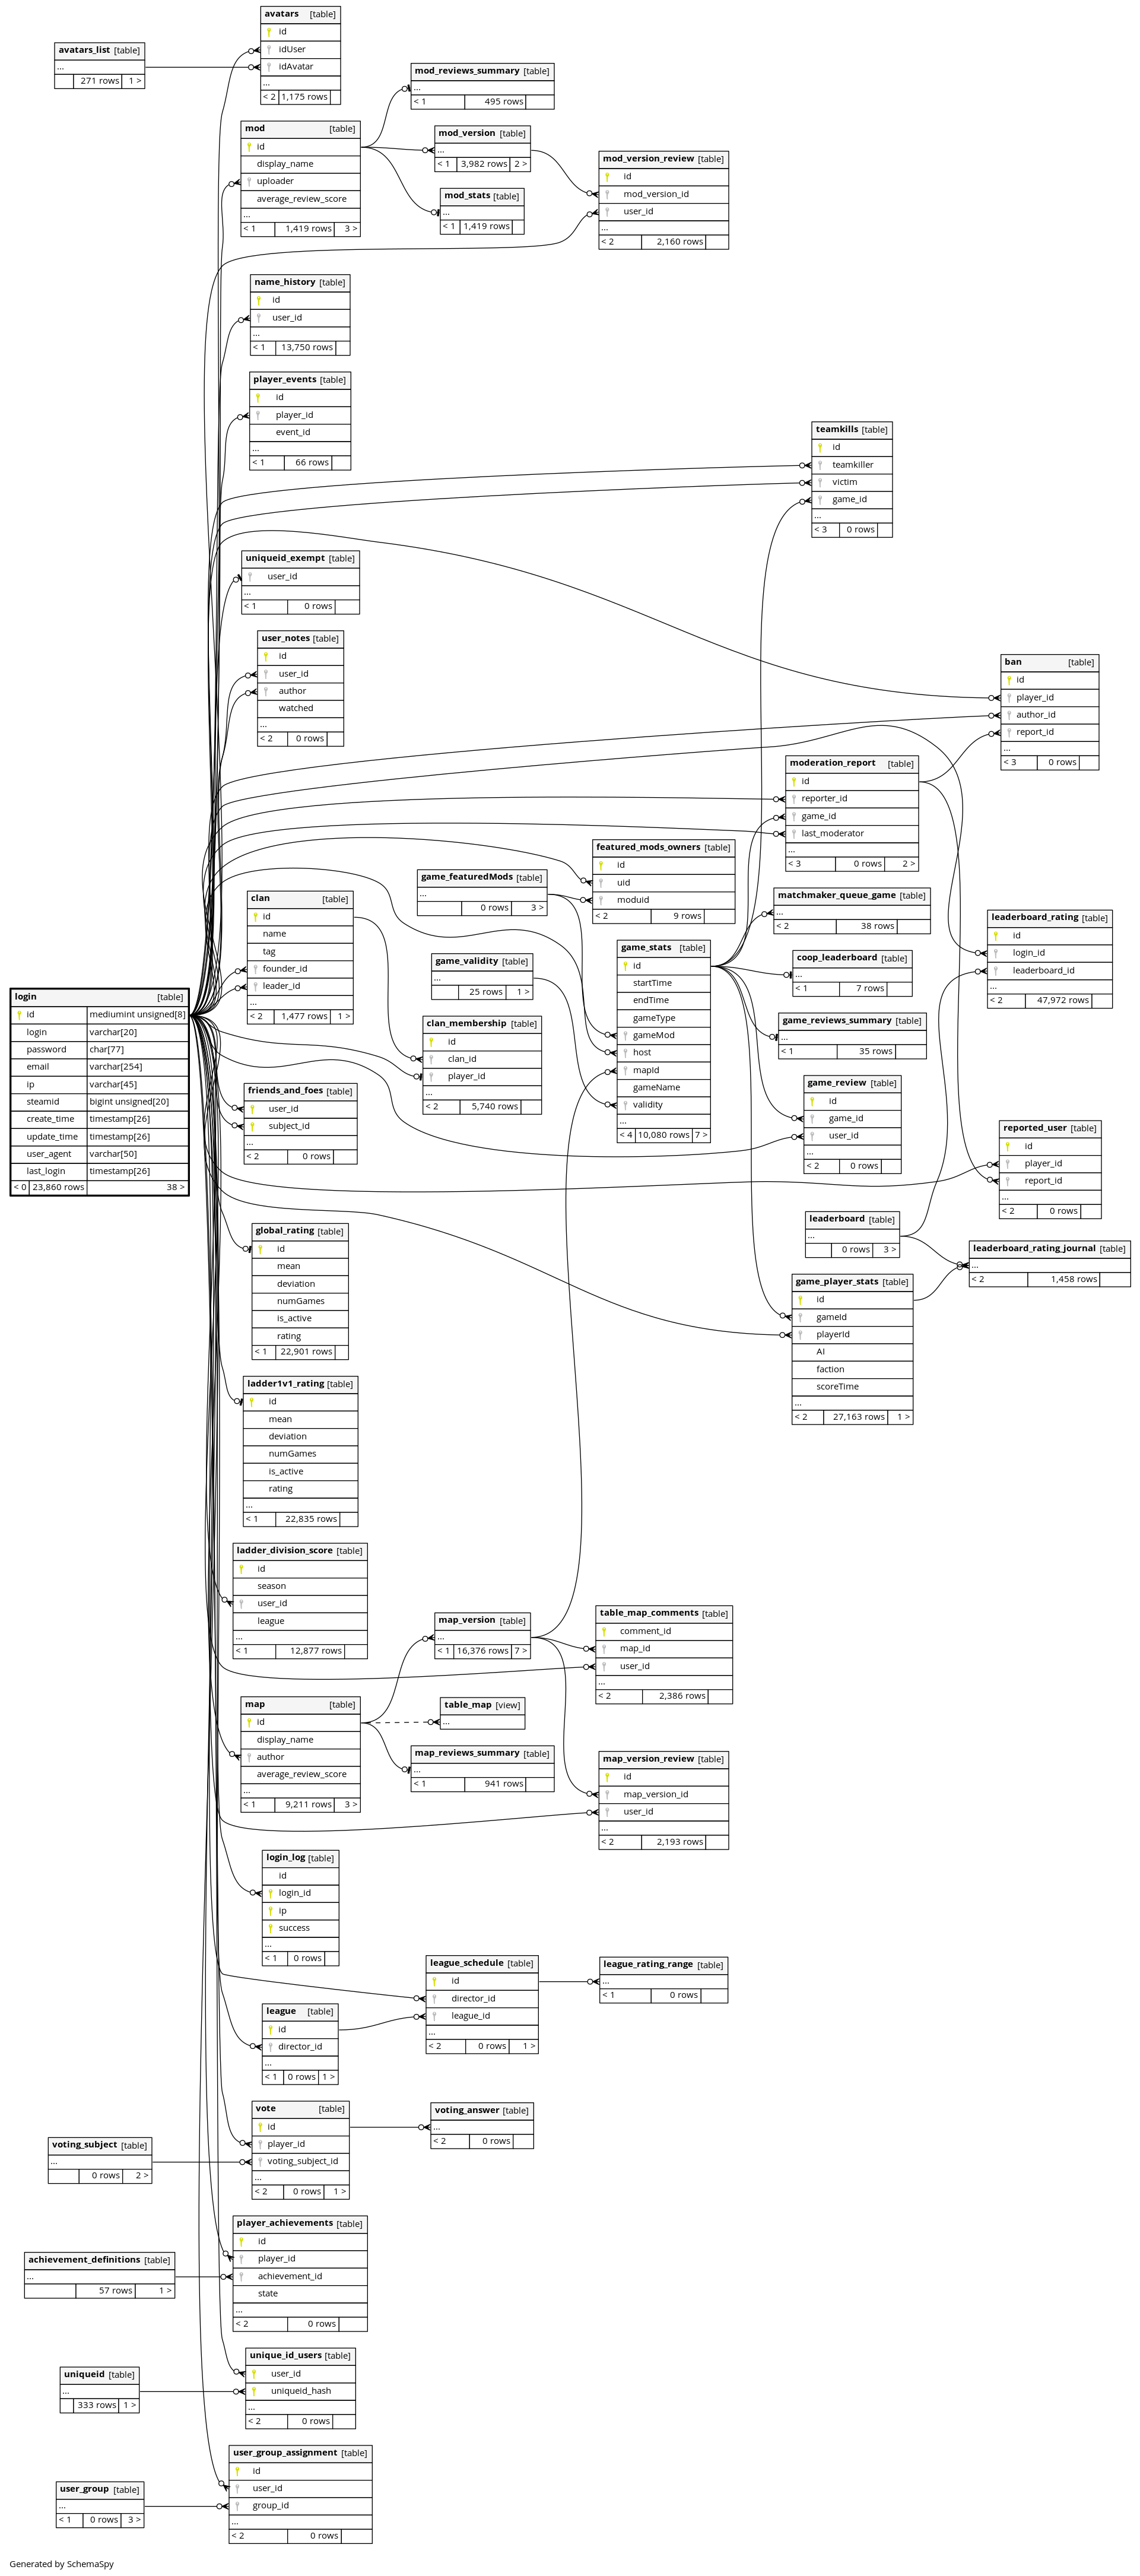 avatars [table]
id
idUser
idAvatar
...
< 2 1,175 rows
avatars_list [table]
...
271 rows 1 >
mod_reviews_summary [table]
...
< 1 495 rows
mod [table]
id
display_name
uploader
average_review_score
...
< 1 1,419 rows 3 >
mod_version [table]
...
< 1 3,982 rows 2 >
mod_version_review [table]
id
mod_version_id
user_id
...
< 2 2,160 rows
mod_stats [table]
...
< 1 1,419 rows
name_history [table]
id
user_id
...
< 1 13,750 rows
player_events [table]
id
player_id
event_id
...
< 1 66 rows
teamkills [table]
id
teamkiller
victim
game_id
...
< 3 0 rows
uniqueid_exempt [table]
user_id
...
< 1 0 rows
user_notes [table]
id
user_id
author
watched
...
< 2 0 rows
ban [table]
id
player_id
author_id
report_id
...
< 3 0 rows
moderation_report [table]
id
reporter_id
game_id
last_moderator
...
< 3 0 rows 2 >
featured_mods_owners [table]
id
uid
moduid
< 2 9 rows
game_featuredMods [table]
...
0 rows 3 >
matchmaker_queue_game [table]
...
< 2 38 rows
clan [table]
id
name
tag
founder_id
leader_id
...
< 2 1,477 rows 1 >
leaderboard_rating [table]
id
login_id
leaderboard_id
...
< 2 47,972 rows
game_stats [table]
id
startTime
endTime
gameType
gameMod
host
mapId
gameName
validity
...
< 4 10,080 rows 7 >
game_validity [table]
...
25 rows 1 >
coop_leaderboard [table]
...
< 1 7 rows
login [table]
id mediumint unsigned[8]
login varchar[20]
password char[77]
email varchar[254]
ip varchar[45]
steamid bigint unsigned[20]
create_time timestamp[26]
update_time timestamp[26]
user_agent varchar[50]
last_login timestamp[26]
< 0 23,860 rows 38 >
clan_membership [table]
id
clan_id
player_id
...
< 2 5,740 rows
game_reviews_summary [table]
...
< 1 35 rows
friends_and_foes [table]
user_id
subject_id
...
< 2 0 rows
game_review [table]
id
game_id
user_id
...
< 2 0 rows
reported_user [table]
id
player_id
report_id
...
< 2 0 rows
leaderboard [table]
...
0 rows 3 >
global_rating [table]
id
mean
deviation
numGames
is_active
rating
< 1 22,901 rows
leaderboard_rating_journal [table]
...
< 2 1,458 rows
game_player_stats [table]
id
gameId
playerId
AI
faction
scoreTime
...
< 2 27,163 rows 1 >
ladder1v1_rating [table]
id
mean
deviation
numGames
is_active
rating
...
< 1 22,835 rows
ladder_division_score [table]
id
season
user_id
league
...
< 1 12,877 rows
map_version [table]
...
< 1 16,376 rows 7 >
table_map_comments [table]
comment_id
map_id
user_id
...
< 2 2,386 rows
map [table]
id
display_name
author
average_review_score
...
< 1 9,211 rows 3 >
table_map [view]
...
map_reviews_summary [table]
...
< 1 941 rows
map_version_review [table]
id
map_version_id
user_id
...
< 2 2,193 rows
login_log [table]
id
login_id
ip
success
...
< 1 0 rows
league_schedule [table]
id
director_id
league_id
...
< 2 0 rows 1 >
league_rating_range [table]
...
< 1 0 rows
league [table]
id
director_id
...
< 1 0 rows 1 >
vote [table]
id
player_id
voting_subject_id
...
< 2 0 rows 1 >
voting_answer [table]
...
< 2 0 rows
voting_subject [table]
...
0 rows 2 >
player_achievements [table]
id
player_id
achievement_id
state
...
< 2 0 rows
achievement_definitions [table]
...
57 rows 1 >
unique_id_users [table]
user_id
uniqueid_hash
...
< 2 0 rows
uniqueid [table]
...
333 rows 1 >
user_group_assignment [table]
id
user_id
group_id
...
< 2 0 rows
user_group [table]
...
< 1 0 rows 3 >
Generated by SchemaSpy